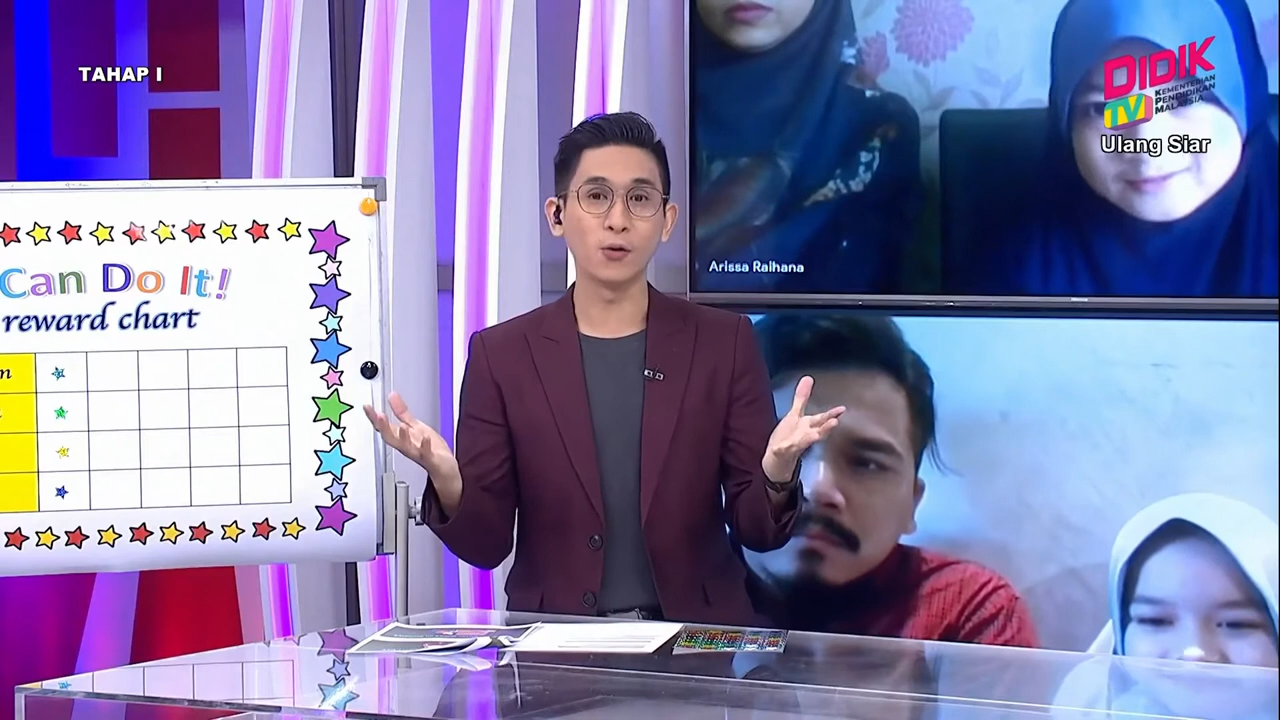 TAHAP I
DIDIK
TV
KEMENTERIAN
PENDIDIKAN
MALAYSIA
Ulang Siar
Can Do It!
reward chart
n
Arissa Raihana